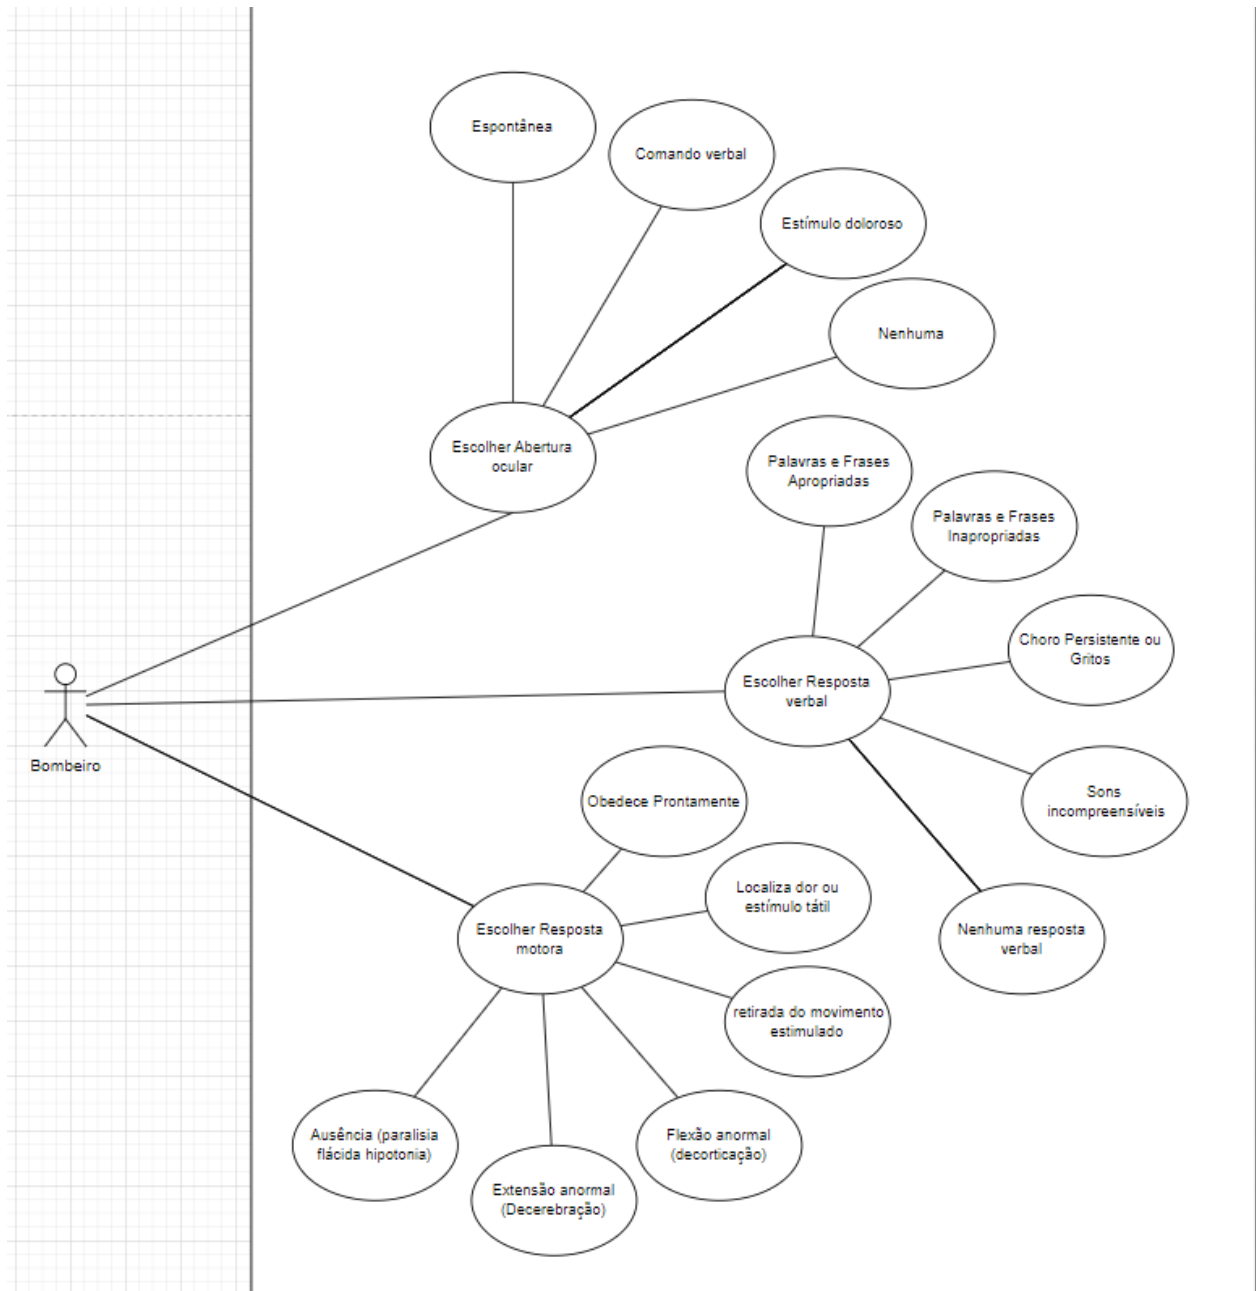 Espontânea
Comando verbal
Estímulo doloroso
Nenhuma
Escolher Abertura
ocular
Palavras e Frases
Apropriadas
Palavras e Frases
Inapropriadas
Choro Persistente ou
Gritos
Escolher Resposta
verbal
Sons
incompreensíveis
Nenhuma resposta
verbal
Bombeiro
Obedece Prontamente
Localiza dor ou
estímulo tátil
Escolher Resposta
motora
retirada do movimento
estimulado
Ausência (paralisia
flácida hipotonia)
Extensão anormal
(Decerebração)
Flexão anormal
(decorticação)